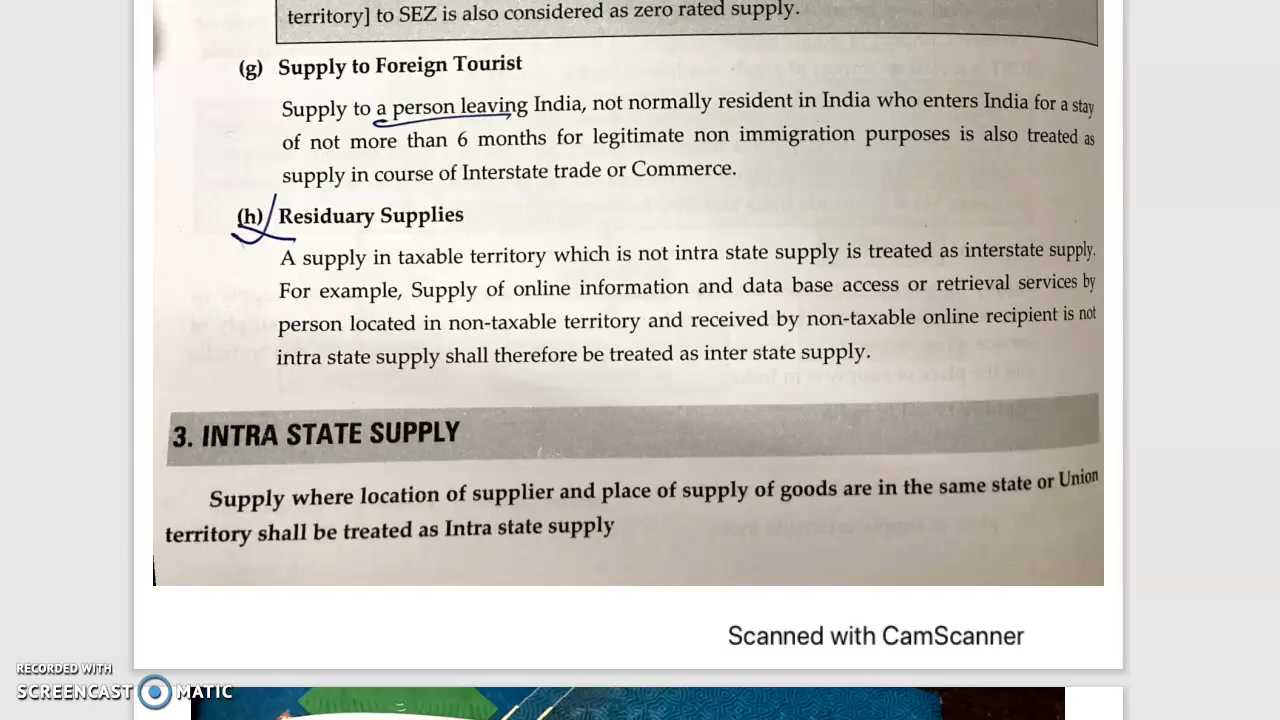 territory] to SEZ is also considered as zero rated supply.
(g) Supply to Foreign Tourist
Supply to a person leaving India, not normally resident in India who enters India for a stay
of not more than 6 months for legitimate non immigration purposes is also treated as
supply in course of Interstate trade or Commerce.
(h) Residuary Supplies
A supply in taxable territory which is not intra state supply is treated as interstate supply.
For example, Supply of online information and data base access or retrieval services by
person located in non-taxable territory and received by non-taxable online recipient is not
intra state supply shall therefore be treated as inter state supply.
3. INTRA STATE SUPPLY
Supply where location of supplier and place of supply of goods are in the same state or Union
territory shall be treated as Intra state supply
Scanned with CamScanner
RECORDED WITH
SCREENCAST MATIC